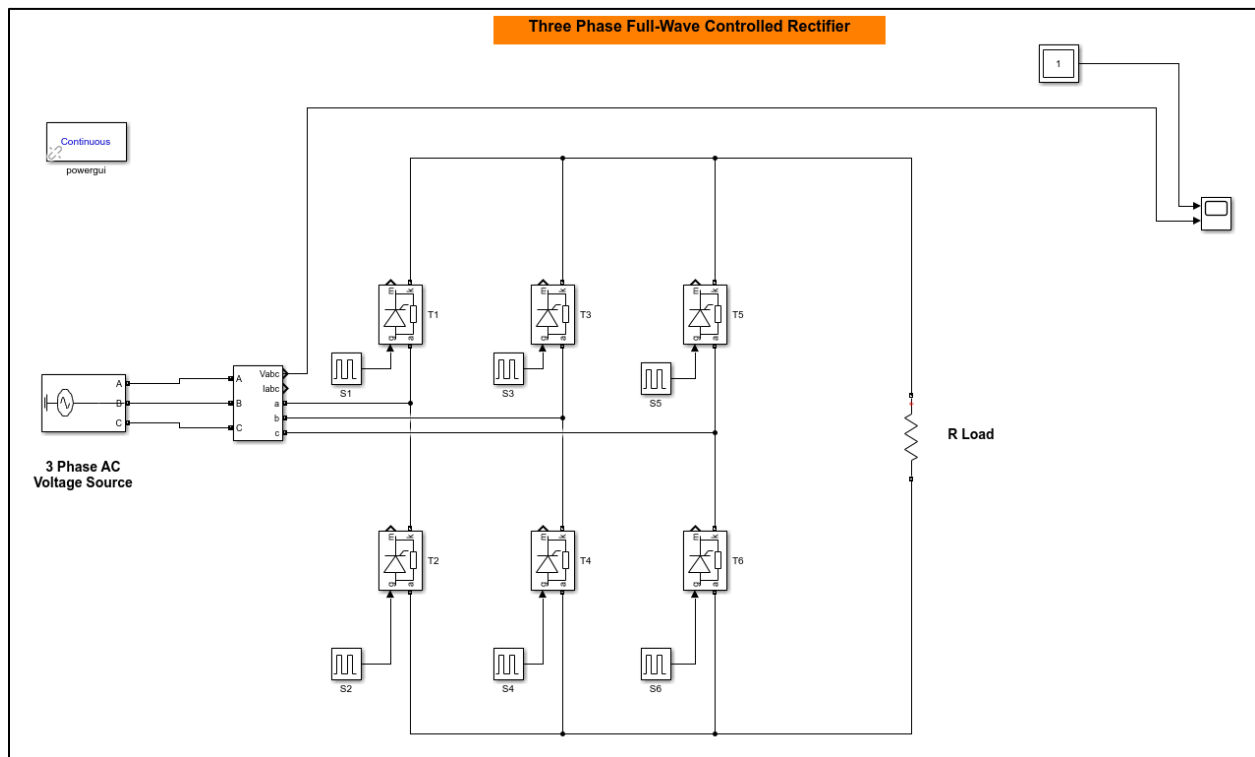 Three Phase Full-Wave Controlled Rectifier
1
Continuous
powergui
m k
g a
T1
m k
g a
T3
m k
g a
T5
S1
S3
S5
A
B
C
A
B
C
Vabc
Iabc
a
b
c
3 Phase AC
Voltage Source
+
R Load
m k
g a
T2
m k
g a
T4
m k
g a
T6
S2
S4
S6